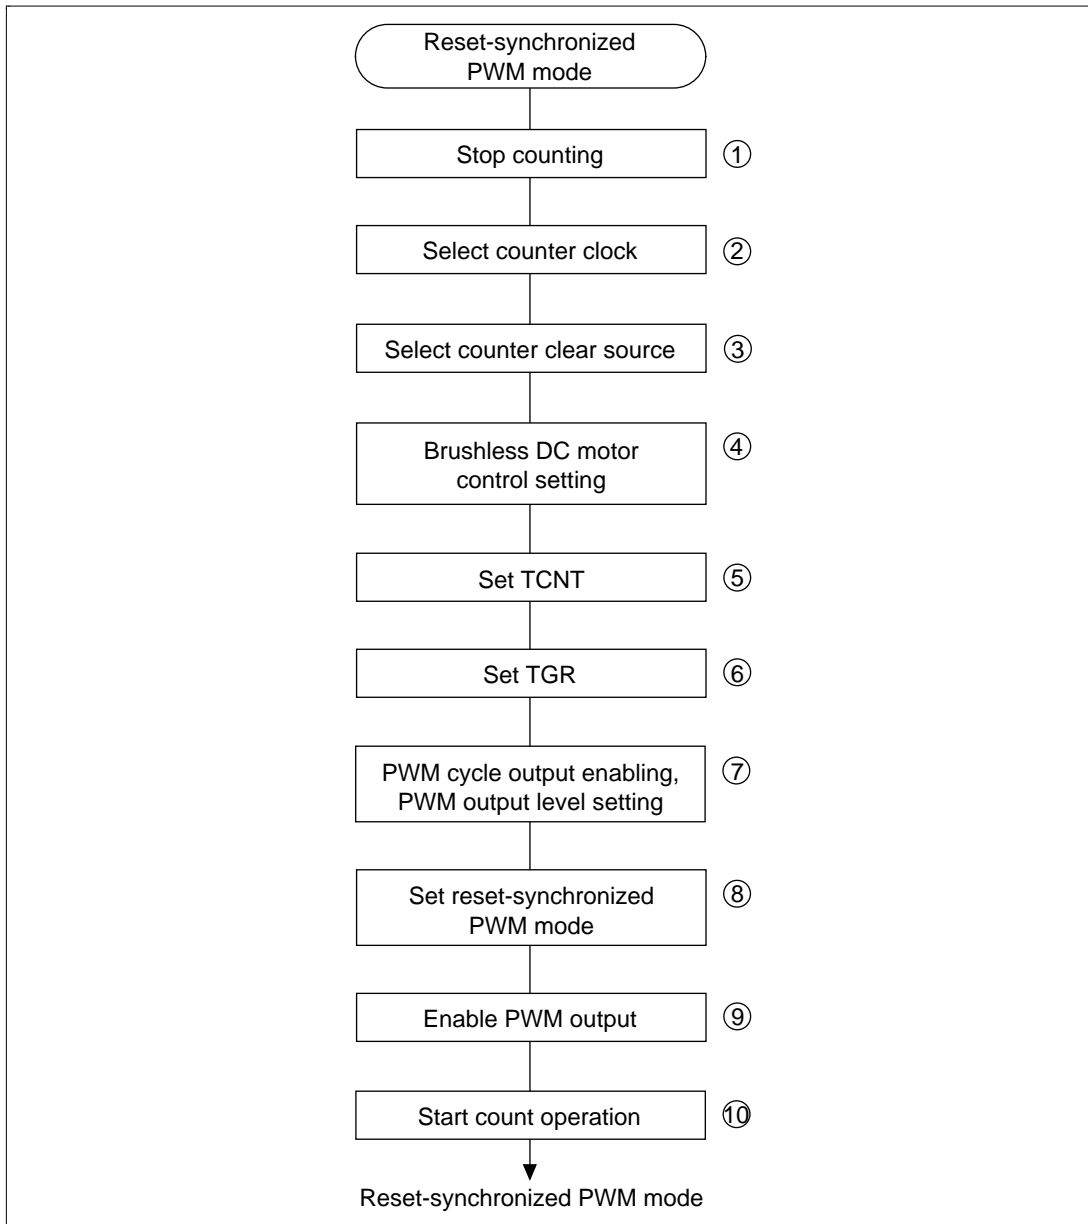 Reset-synchronized
PWM mode
Stop counting ①
Select counter clock ②
Select counter clear source ③
Brushless DC motor ④
control setting
Set TCNT ⑤
Set TGR ⑥
PWM cycle output enabling, ⑦
PWM output level setting
Set reset-synchronized ⑧
PWM mode
Enable PWM output ⑨
Start count operation ⑩
Reset-synchronized PWM mode